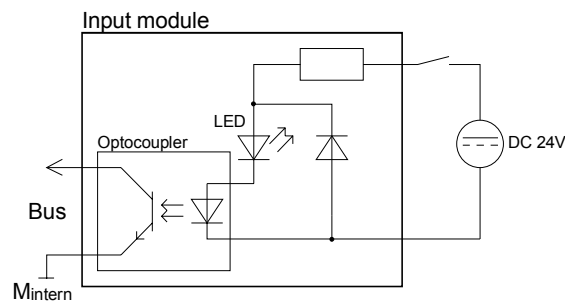 Input module
LED
Optocoupler
DC 24V
Bus
Mintern